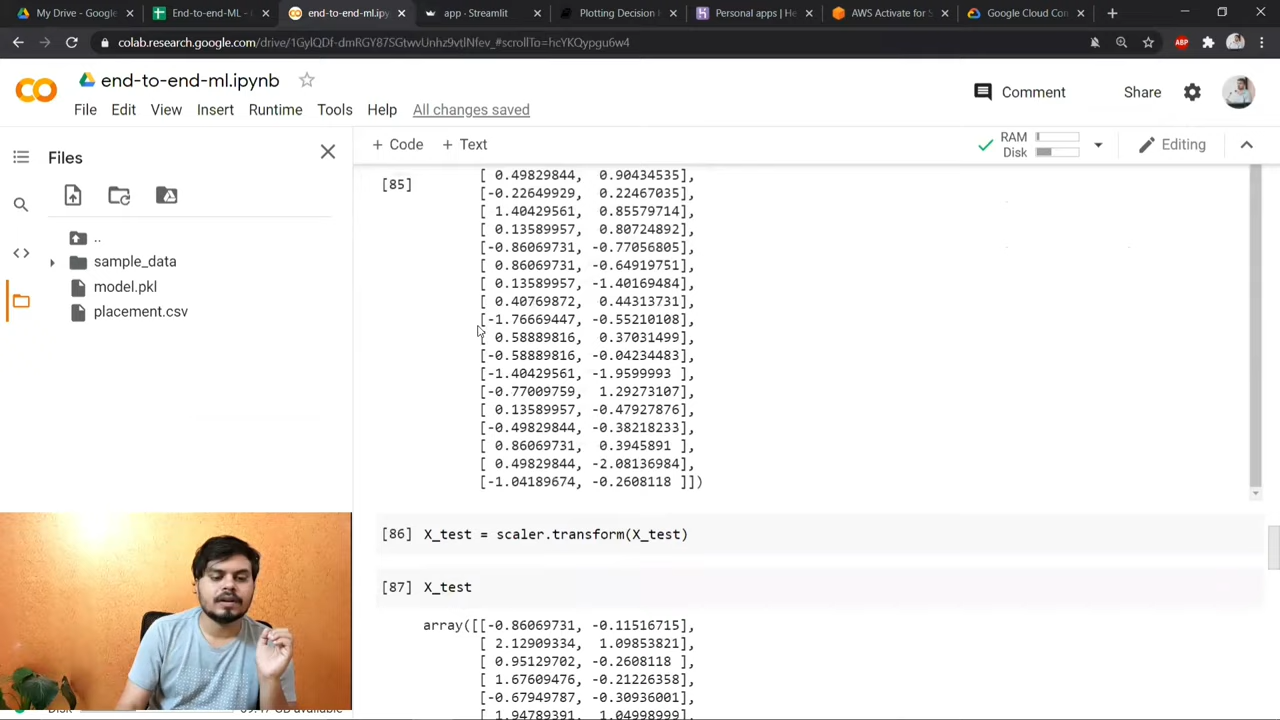 My Drive - Google D
End-to-end-ML - G
end-to-end-ml.ipy
app · Streamlit
Plotting Decision
Personal apps | He
AWS Activate for S
Google Cloud Con
colab.research.google.com/drive/1GylQDf-dmRGY87SGtwvUnhz9vtlNfev_#scrollTo=hcYKQypgu6w4
ABP
end-to-end-ml.ipynb
Comment
Share
File Edit View Insert Runtime Tools Help All changes saved
Files
+ Code + Text
RAM
Disk
Editing
..
sample_data
model.pkl
placement.csv
[85]
[ 0.49829844, 0.90434535],
[-0.22649929, 0.22467035],
[ 1.40429561, 0.85579714],
[ 0.13589957, 0.80724892],
[-0.86069731, -0.77056805],
[ 0.86069731, -0.64919751],
[ 0.13589957, -1.40169484],
[ 0.40769872, 0.44313731],
[-1.76669447, -0.55210108],
[ 0.58889816, 0.37031499],
[-0.58889816, -0.04234483],
[-1.40429561, -1.9599993 ],
[-0.77009759, 1.29273107],
[ 0.13589957, -0.47927876],
[-0.49829844, -0.38218233],
[ 0.86069731, 0.3945891 ],
[ 0.49829844, -2.08136984],
[-1.04189674, -0.2608118 ]])
[86] X_test = scaler.transform(X_test)
[87] X_test
array([[-0.86069731, -0.11516715],
[ 2.12909334, 1.09853821],
[ 0.95129702, -0.2608118 ],
[ 1.67609476, -0.21226358],
[-0.67949787, -0.30936001],
[ 1.94789391, 1.04998999],